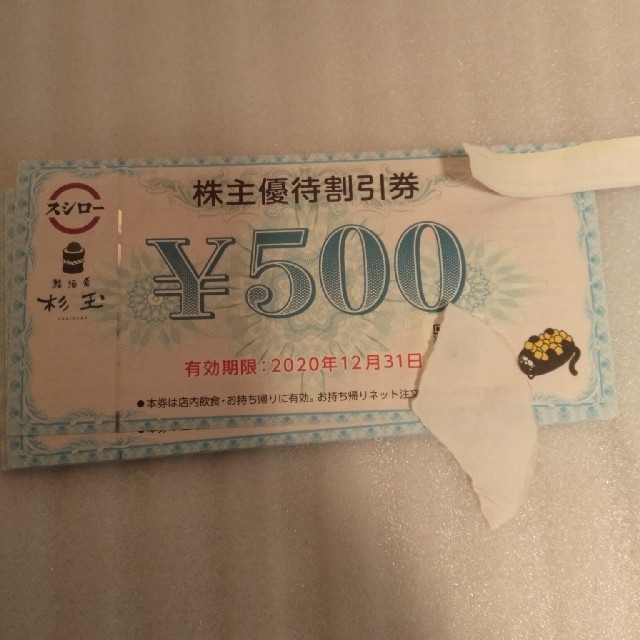 スシロー
株主優待割引券
¥500
鮨 酒 肴
杉 玉
有効期限：2020年12月31日
●本券は店内飲食・お持ち帰りに有効。お持ち帰りネット注文